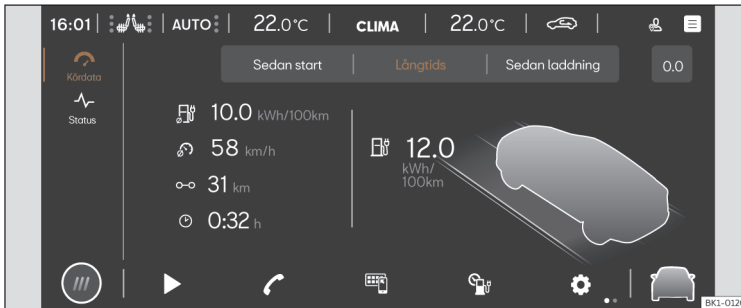 16:01 AUTO 22.0°C CLIMA 22.0°C
Kördata Sedan start Långtids Sedan laddning 0.0
Status
10.0 kWh/100km
58 km/h
31 km
0:32 h
12.0
kWh/
100km
BK1-0126